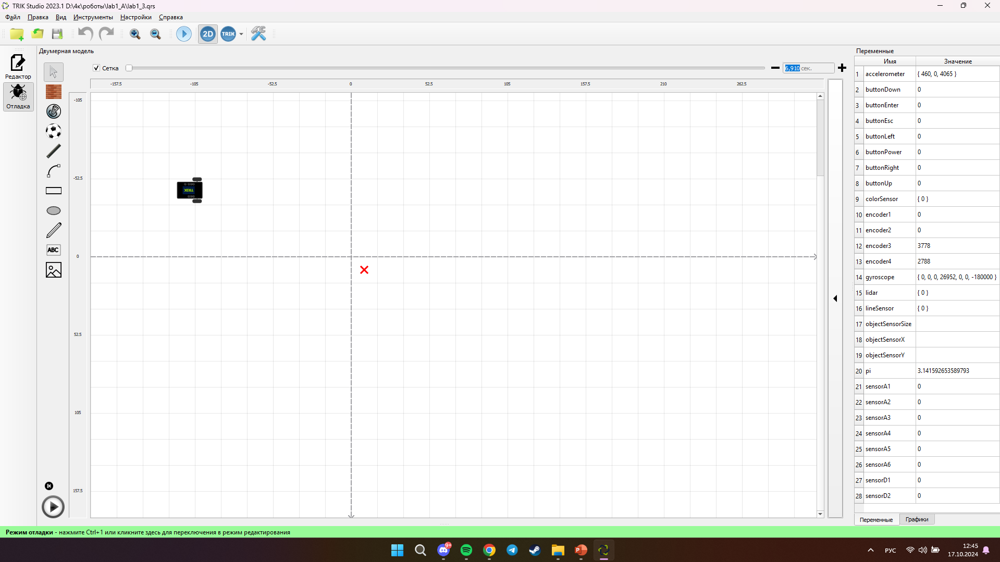 TRIK Studio 2023.1 D:\4к\роботы\lab1_A\lab1_3.qrs
Файл Правка Вид Инструменты Настройки Справка
2D TRIK
Двумерная модель
Переменные
Редактор
Отладка
Сетка
6,910 сек.
-157.5 -105 -52.5 0 52.5 105 157.5 210 262.5
-105
-52.5
0
52.5
105
157.5
TRIK
ABC
Имя Значение
1 accelerometer { 460, 0, 4065 }
2 buttonDown 0
3 buttonEnter 0
4 buttonEsc 0
5 buttonLeft 0
6 buttonPower 0
7 buttonRight 0
8 buttonUp 0
9 colorSensor { 0 }
10 encoder1 0
11 encoder2 0
12 encoder3 3778
13 encoder4 2788
14 gyroscope { 0, 0, 0, 26952, 0, 0, -180000 }
15 lidar { 0 }
16 lineSensor { 0 }
17 objectSensorSize
18 objectSensorX
19 objectSensorY
20 pi 3.141592653589793
21 sensorA1 0
22 sensorA2 0
23 sensorA3 0
24 sensorA4 0
25 sensorA5 0
26 sensorA6 0
27 sensorD1 0
28 sensorD2 0
Переменные Графики
Режим отладки - нажмите Ctrl+1 или кликните здесь для переключения в режим редактирования
9+
РУС
12:45
17.10.2024